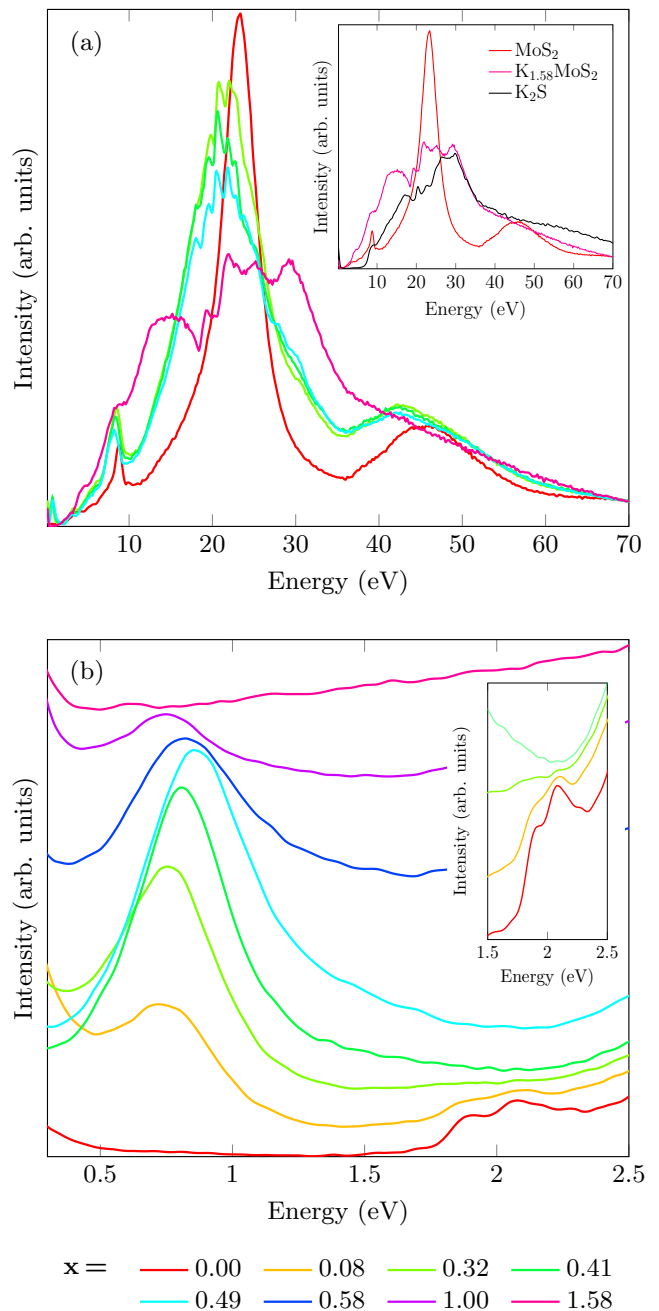 (a)
MoS₂
K₁.₅₈MoS₂
K₂S
Intensity (arb. units)
10 20 30 40 50 60 70
Energy (eV)
Intensity (arb. units)
10 20 30 40 50 60 70
Energy (eV)
(b)
Intensity (arb. units)
1.5 2 2.5
Energy (eV)
Intensity (arb. units)
0.5 1 1.5 2 2.5
Energy (eV)
x = 0.00 0.08 0.32 0.41
0.49 0.58 1.00 1.58